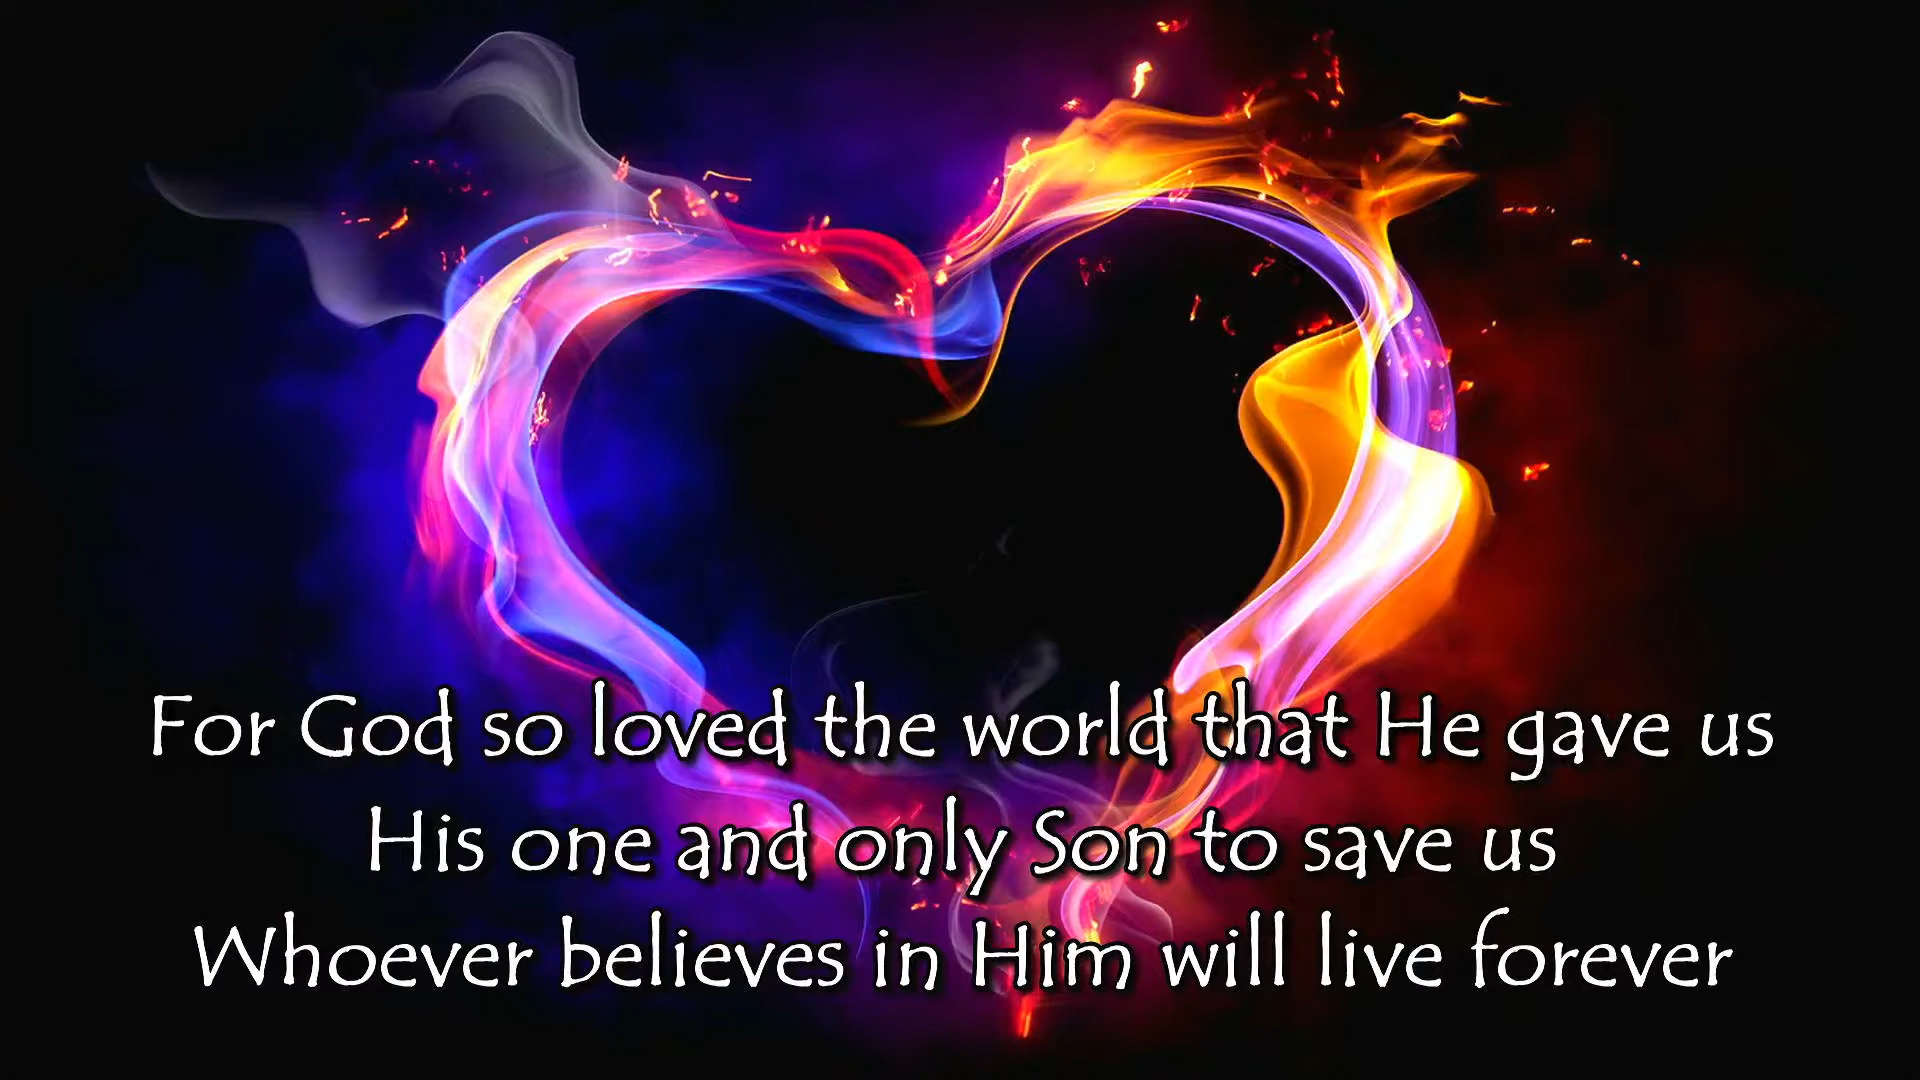 For God so loved the world that He gave us
His one and only Son to save us
Whoever believes in Him will live forever